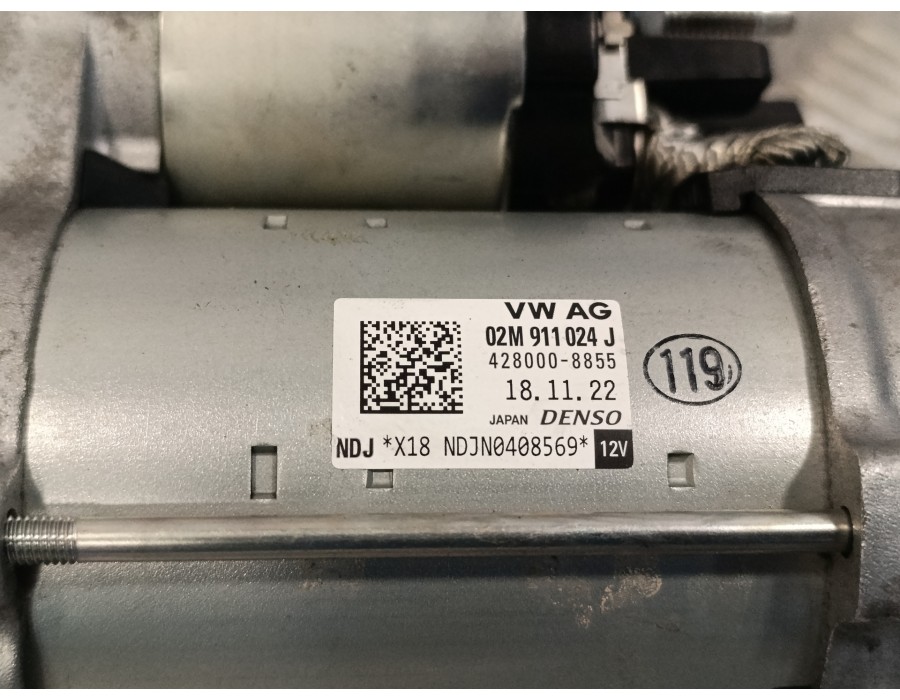 VW AG
02M 911 024 J
428000-8855
18.11.22
JAPAN DENSO
NDJ *X18 NDJN0408569* 12V
119